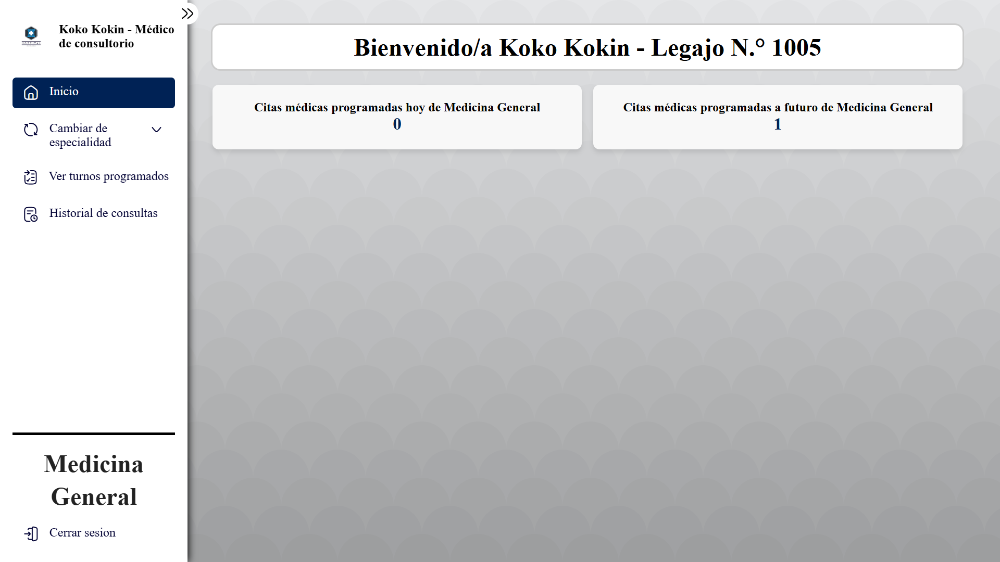 Koko Kokin - Médico
de consultorio
HOSPITAL
Inicio
Cambiar de
especialidad
Ver turnos programados
Historial de consultas
Medicina
General
Cerrar sesion
Bienvenido/a Koko Kokin - Legajo N.° 1005
Citas médicas programadas hoy de Medicina General
0
Citas médicas programadas a futuro de Medicina General
1